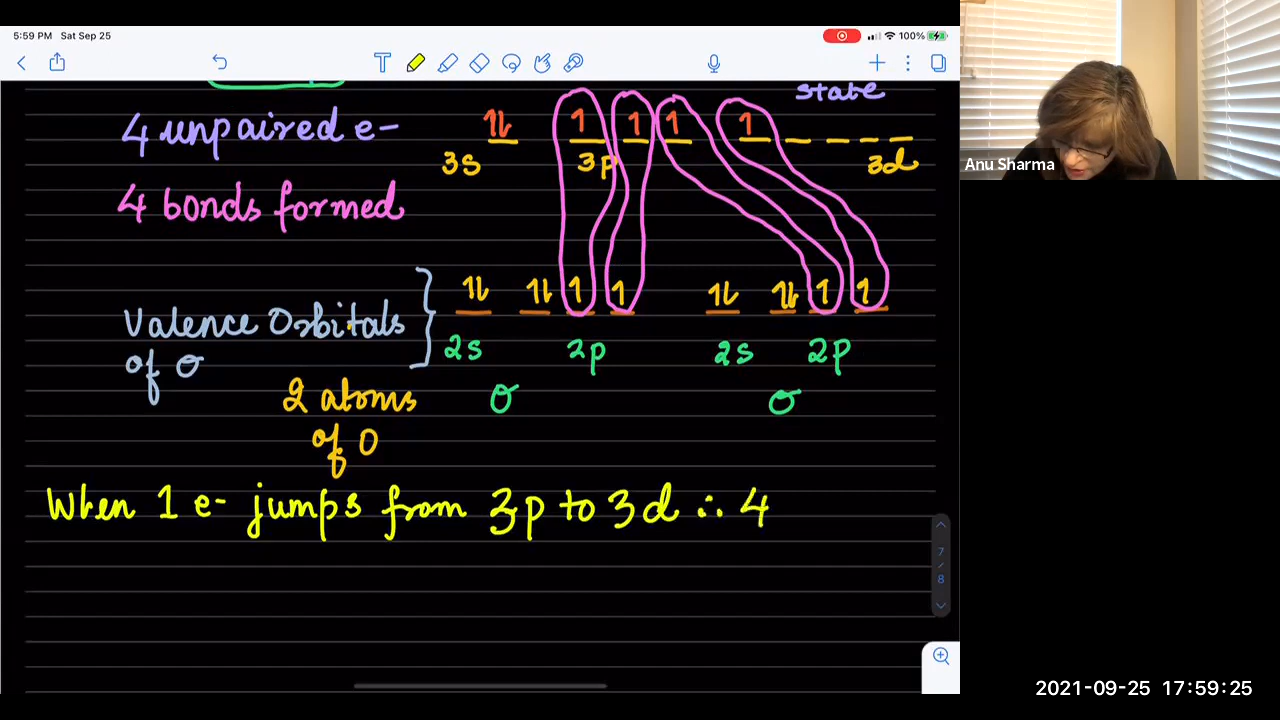 5:59 PM Sat Sep 25
100%
state
4 unpaired e-
3s 3p 3d
4 bonds formed
Valence Orbitals
of O
2s 2p 2s 2p
2 atoms
of O
O O
When 1 e- jumps from 3p to 3d ∴ 4
7
/
8
Anu Sharma
2021-09-25 17:59:25